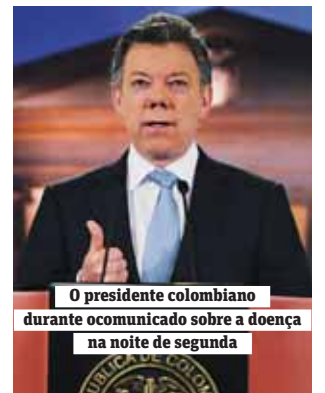 O presidente colombiano
durante ocomunicado sobre a doença
na noite de segunda